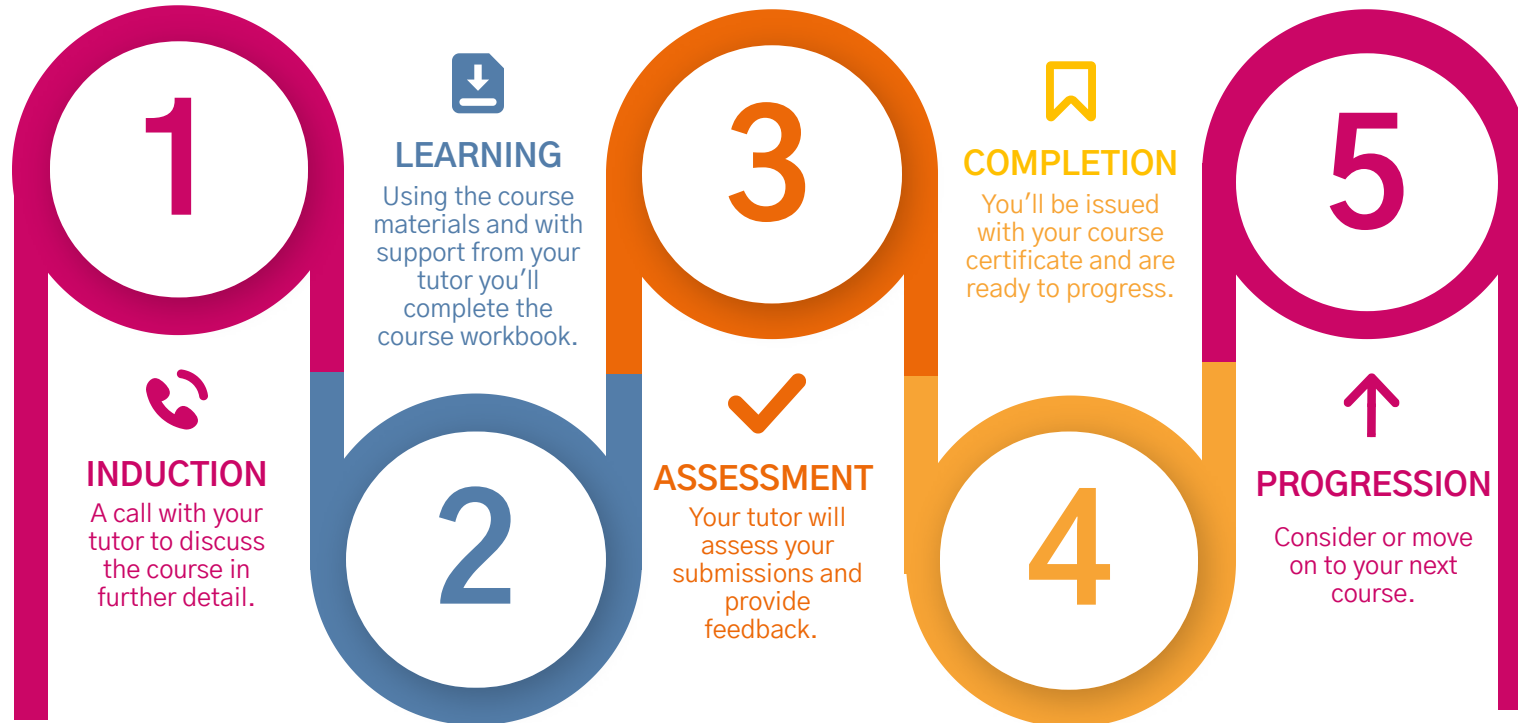 1
INDUCTION
A call with your
tutor to discuss
the course in
further detail.
LEARNING
Using the course
materials and with
support from your
tutor you'll
complete the
course workbook.
2
3
ASSESSMENT
Your tutor will
assess your
submissions and
provide
feedback.
COMPLETION
You'll be issued
with your course
certificate and are
ready to progress.
4
5
PROGRESSION
Consider or move
on to your next
course.